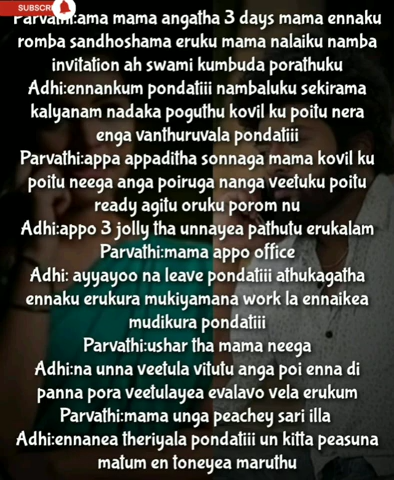 SUBSCR
Parvathi:ama mama angatha 3 days mama ennaku
romba sandhoshama eruku mama nalaiku namba
invitation ah swami kumbuda porathuku
Adhi:ennankum pondatiii nambaluku sekirama
kalyanam nadaka poguthu kovil ku poitu nera
enga vanthuruvala pondatiii
Parvathi:appa appaditha sonnaga mama kovil ku
poitu neega anga poiruga nanga veetuku poitu
ready agitu oruku porom nu
Adhi:appo 3 jolly tha unnayea pathutu erukalam
Parvathi:mama appo office
Adhi: ayyayoo na leave pondatiii athukagatha
ennaku erukura mukiyamana work la ennaikea
mudikura pondatiii
Parvathi:ushar tha mama neega
Adhi:na unna veetula vitutu anga poi enna di
panna pora veetulayea evalavo vela erukum
Parvathi:mama unga peachey sari illa
Adhi:ennanea theriyala pondatiii un kitta peasuna
matum en toneyea maruthu